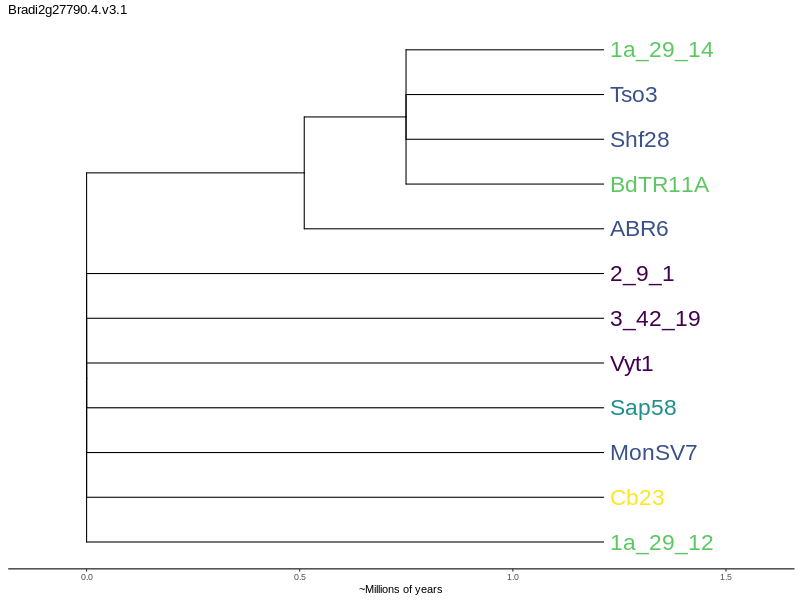 Bradi2g27790.4.v3.1
1a_29_14
Tso3
Shf28
BdTR11A
ABR6
2_9_1
3_42_19
Vyt1
Sap58
MonSV7
Cb23
1a_29_12
0.0 0.5 1.0 1.5
~Millions of years